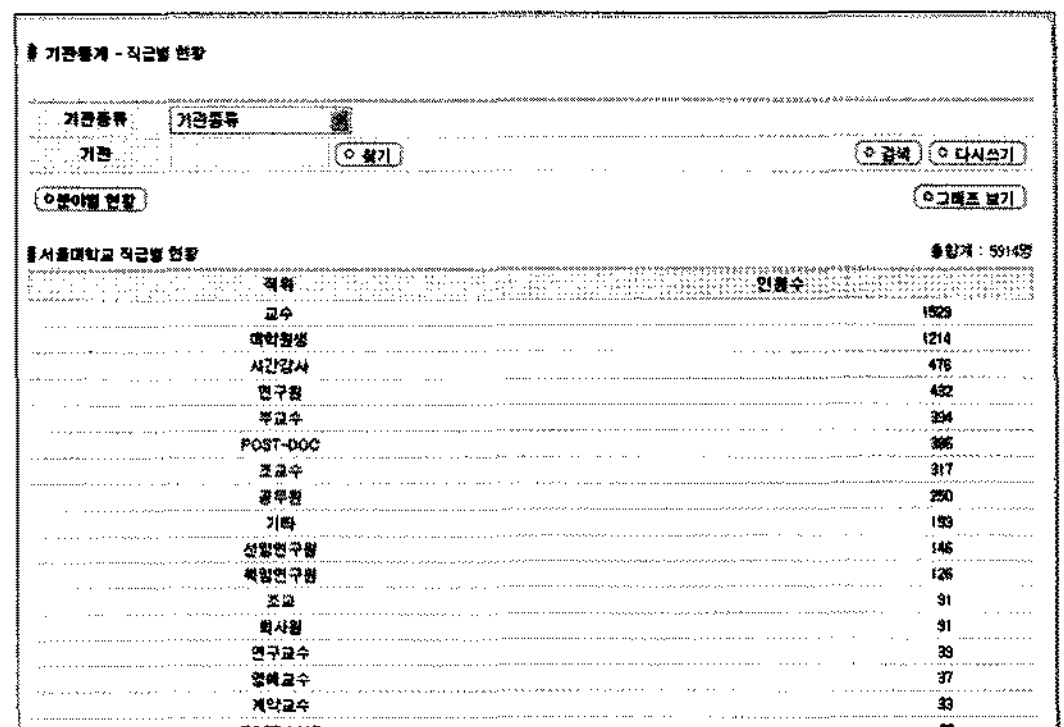 기관통계 - 직급별 현황
기관종류 기관종류
기관 찾기 검색 다시쓰기
분야별 현황 그래프 보기
서울대학교 직급별 현황 총합계 : 5914명
직위 인원수
교수 1529
대학원생 1214
시간강사 476
연구원 432
부교수 394
POST-DOC 386
조교수 317
공무원 250
기타 193
선임연구원 146
책임연구원 126
조교 91
회사원 91
연구교수 39
명예교수 37
계약교수 33